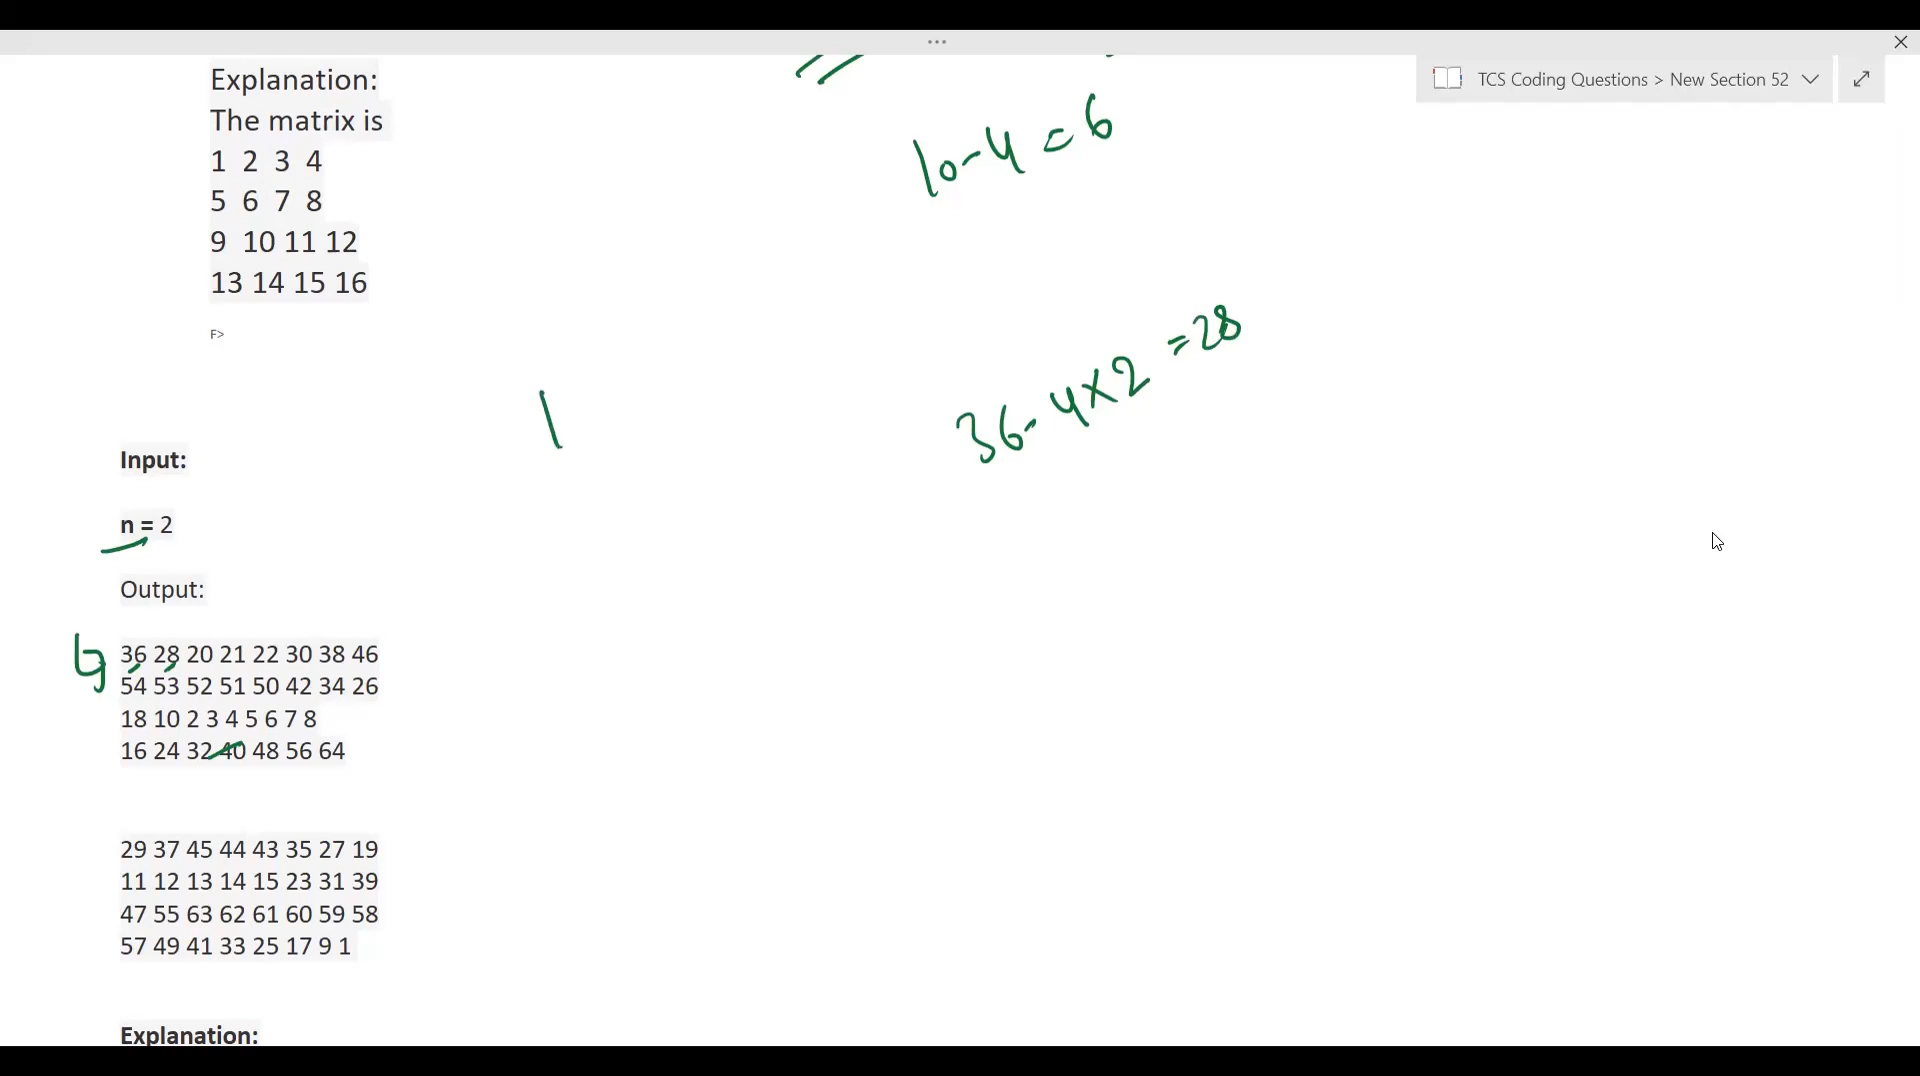 TCS Coding Questions > New Section 52
Explanation:
The matrix is
1 2 3 4
5 6 7 8
9 10 11 12
13 14 15 16
F>
10-4=6
36-4×2=28
Input:
n = 2
Output:
36 28 20 21 22 30 38 46
54 53 52 51 50 42 34 26
18 10 2 3 4 5 6 7 8
16 24 32 40 48 56 64
29 37 45 44 43 35 27 19
11 12 13 14 15 23 31 39
47 55 63 62 61 60 59 58
57 49 41 33 25 17 9 1
Explanation: